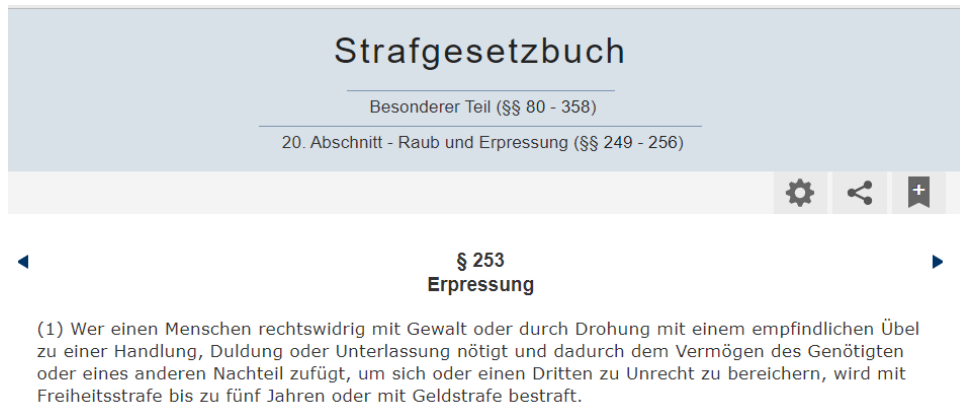 Strafgesetzbuch
Besonderer Teil (§§ 80 - 358)
20. Abschnitt - Raub und Erpressung (§§ 249 - 256)
§ 253
Erpressung
(1) Wer einen Menschen rechtswidrig mit Gewalt oder durch Drohung mit einem empfindlichen Übel
zu einer Handlung, Duldung oder Unterlassung nötigt und dadurch dem Vermögen des Genötigten
oder eines anderen Nachteil zufügt, um sich oder einen Dritten zu Unrecht zu bereichern, wird mit
Freiheitsstrafe bis zu fünf Jahren oder mit Geldstrafe bestraft.